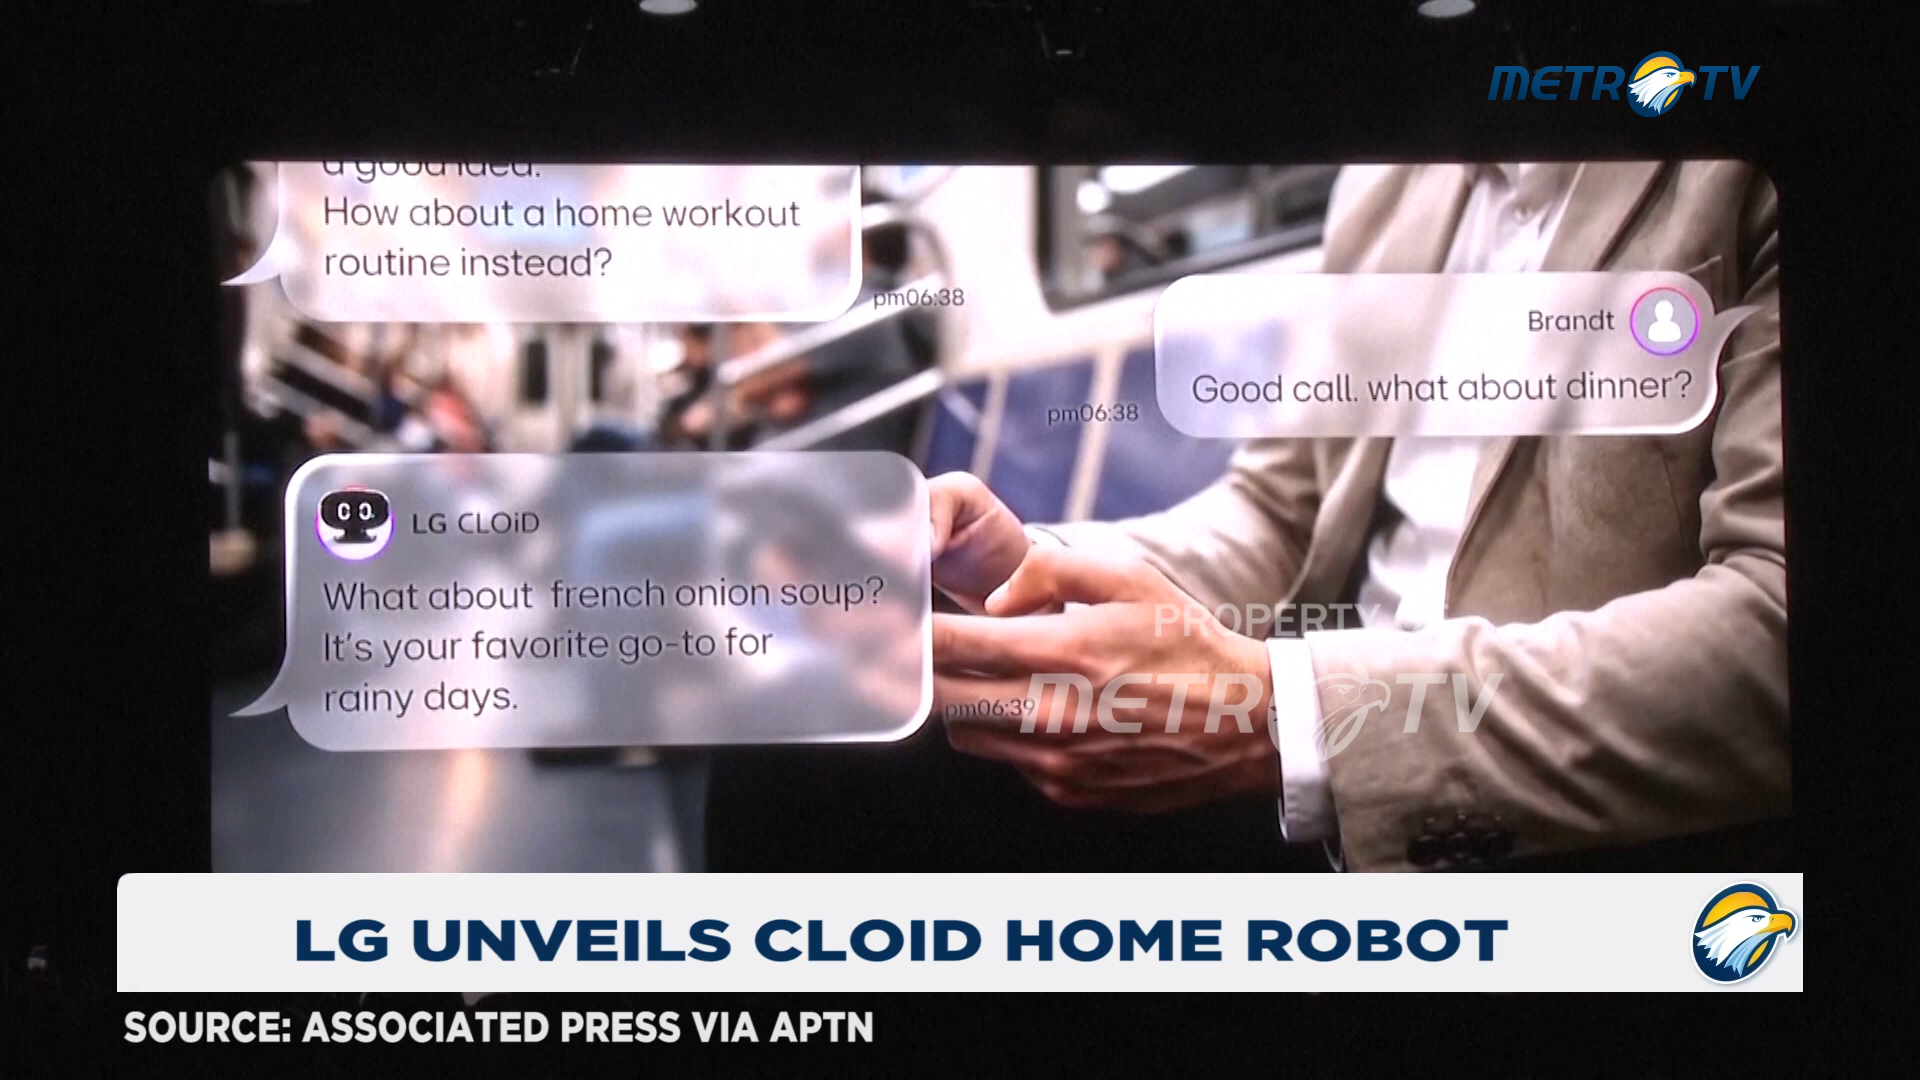 METRO TV
a good idea.
How about a home workout
routine instead?
pm06:38
Brandt
Good call. what about dinner?
pm06:38
LG CLOiD
What about french onion soup?
It's your favorite go-to for
rainy days.
pm06:39
PROPERTY
METRO TV
LG UNVEILS CLOID HOME ROBOT
SOURCE: ASSOCIATED PRESS VIA APTN